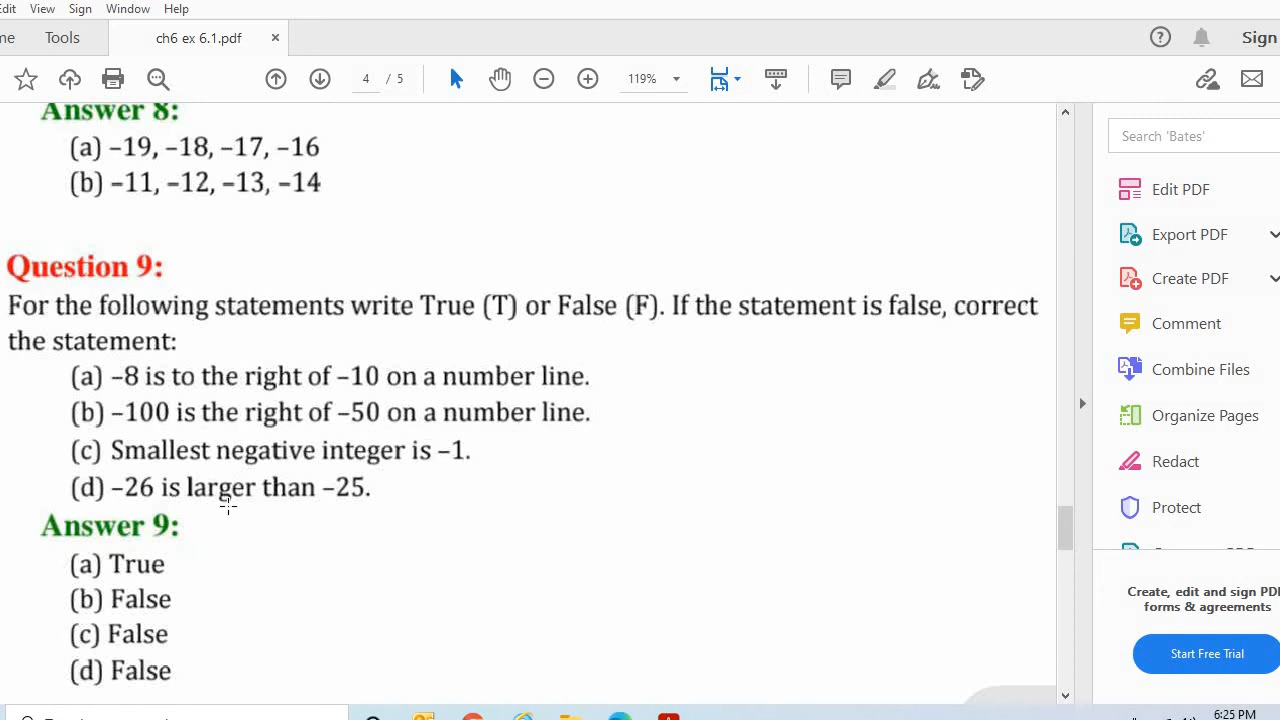 Edit View Sign Window Help
me Tools ch6 ex 6.1.pdf × Sign
4 / 5 119%
Answer 8:
(a) –19, –18, –17, –16
(b) –11, –12, –13, –14
Question 9:
For the following statements write True (T) or False (F). If the statement is false, correct
the statement:
(a) –8 is to the right of –10 on a number line.
(b) –100 is the right of –50 on a number line.
(c) Smallest negative integer is –1.
(d) –26 is larger than –25.
Answer 9:
(a) True
(b) False
(c) False
(d) False
Search 'Bates'
Edit PDF
Export PDF
Create PDF
Comment
Combine Files
Organize Pages
Redact
Protect
Create, edit and sign PD
forms & agreements
Start Free Trial
6:25 PM